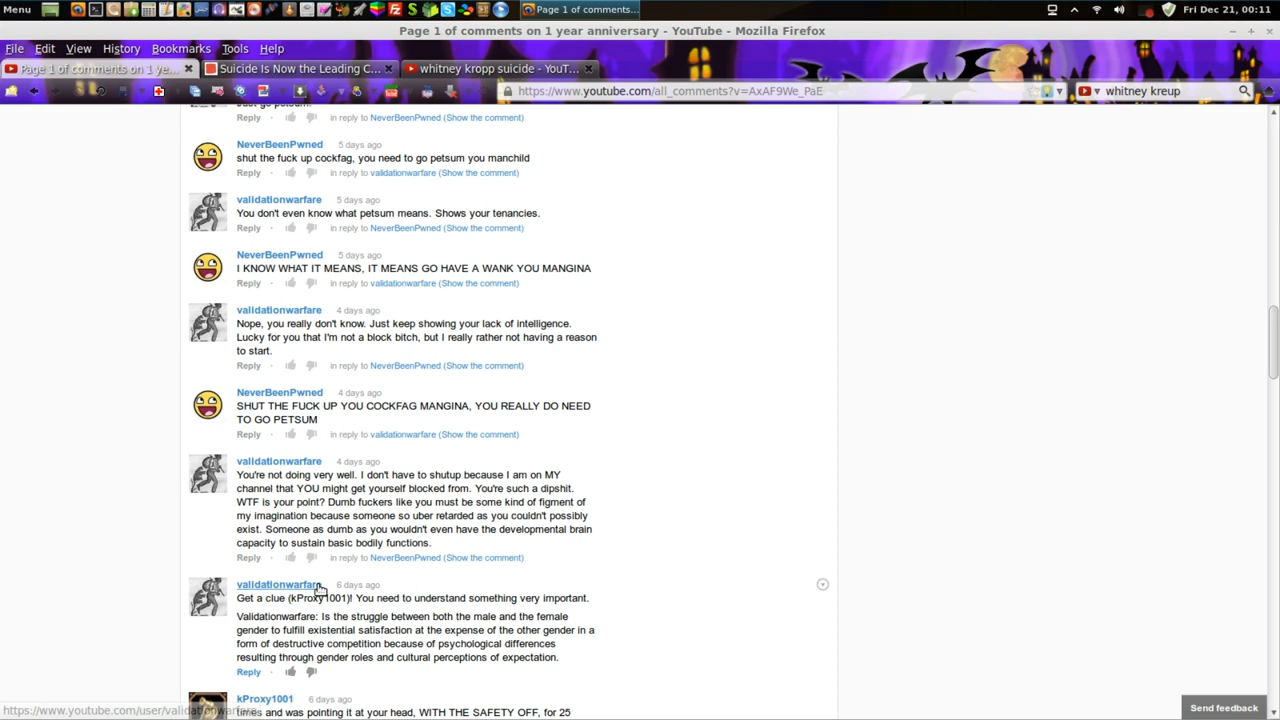 Menu
Page 1 of comments...
Fri Dec 21, 00:11
Page 1 of comments on 1 year anniversary - YouTube - Mozilla Firefox
File Edit View History Bookmarks Tools Help
Page 1 of comments on 1 ye...
Suicide Is Now the Leading C...
whitney kropp suicide - YouT...
https://www.youtube.com/all_comments?v=AxAF9We_PaE
whitney kreup
Just go petsum!
Reply · in reply to NeverBeenPwned (Show the comment)
NeverBeenPwned 5 days ago
shut the fuck up cockfag, you need to go petsum you manchild
Reply · in reply to validationwarfare (Show the comment)
validationwarfare 5 days ago
You don't even know what petsum means. Shows your tenancies.
Reply · in reply to NeverBeenPwned (Show the comment)
NeverBeenPwned 5 days ago
I KNOW WHAT IT MEANS, IT MEANS GO HAVE A WANK YOU MANGINA
Reply · in reply to validationwarfare (Show the comment)
validationwarfare 4 days ago
Nope, you really don't know. Just keep showing your lack of intelligence.
Lucky for you that I'm not a block bitch, but I really rather not having a reason
to start.
Reply · in reply to NeverBeenPwned (Show the comment)
NeverBeenPwned 4 days ago
SHUT THE FUCK UP YOU COCKFAG MANGINA, YOU REALLY DO NEED
TO GO PETSUM
Reply · in reply to validationwarfare (Show the comment)
validationwarfare 4 days ago
You're not doing very well. I don't have to shutup because I am on MY
channel that YOU might get yourself blocked from. You're such a dipshit.
WTF is your point? Dumb fuckers like you must be some kind of figment of
my imagination because someone so uber retarded as you couldn't possibly
exist. Someone as dumb as you wouldn't even have the developmental brain
capacity to sustain basic bodily functions.
Reply · in reply to NeverBeenPwned (Show the comment)
validationwarfare 6 days ago
Get a clue (kProxy1001)! You need to understand something very important.
Validationwarfare: Is the struggle between both the male and the female
gender to fulfill existential satisfaction at the expense of the other gender in a
form of destructive competition because of psychological differences
resulting through gender roles and cultural perceptions of expectation.
Reply ·
kProxy1001 6 days ago
times and was pointing it at your head, WITH THE SAFETY OFF, for 25
https://www.youtube.com/user/validationwarfare
Send feedback